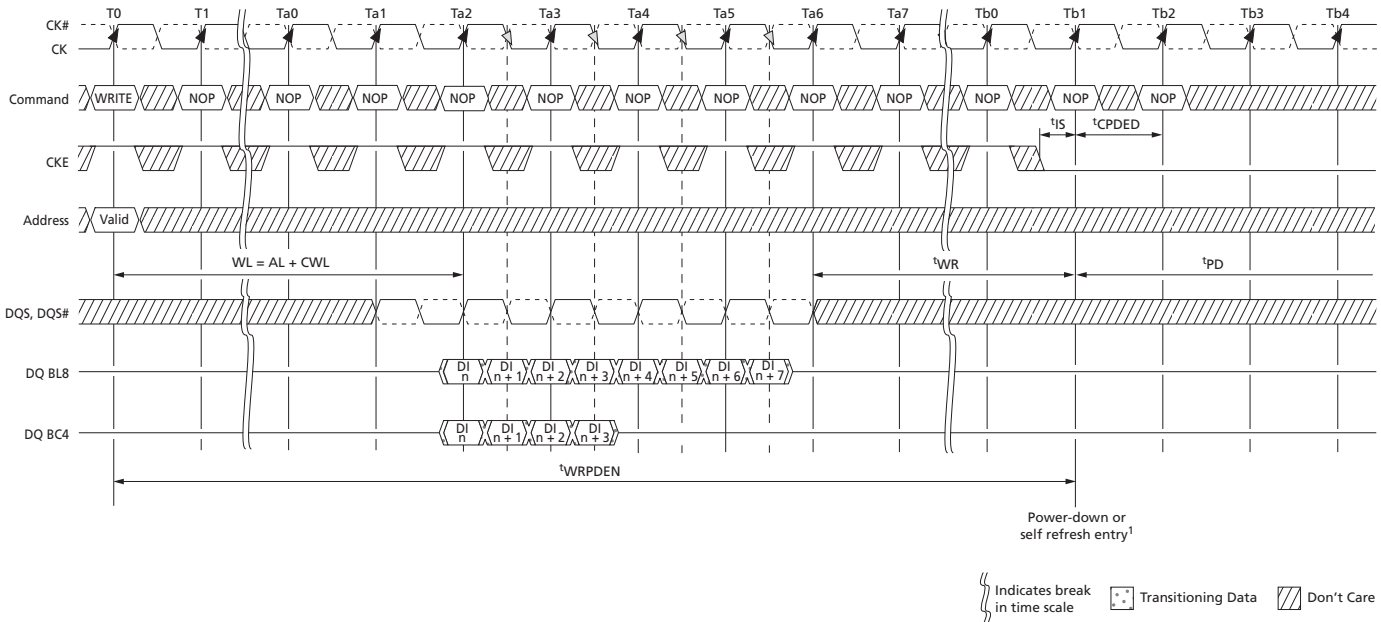 T0 T1 Ta0 Ta1 Ta2 Ta3 Ta4 Ta5 Ta6 Ta7 Tb0 Tb1 Tb2 Tb3 Tb4
CK#
CK
Command WRITE NOP NOP NOP NOP NOP NOP NOP NOP NOP NOP NOP NOP
tIS tCPDED
CKE
Address Valid
WL = AL + CWL tWR tPD
DQS, DQS#
DQ BL8 DI n DI n + 1 DI n + 2 DI n + 3 DI n + 4 DI n + 5 DI n + 6 DI n + 7
DQ BC4 DI n DI n + 1 DI n + 2 DI n + 3
tWRPDEN
Power-down or
self refresh entry1
Indicates break
in time scale
Transitioning Data
Don't Care